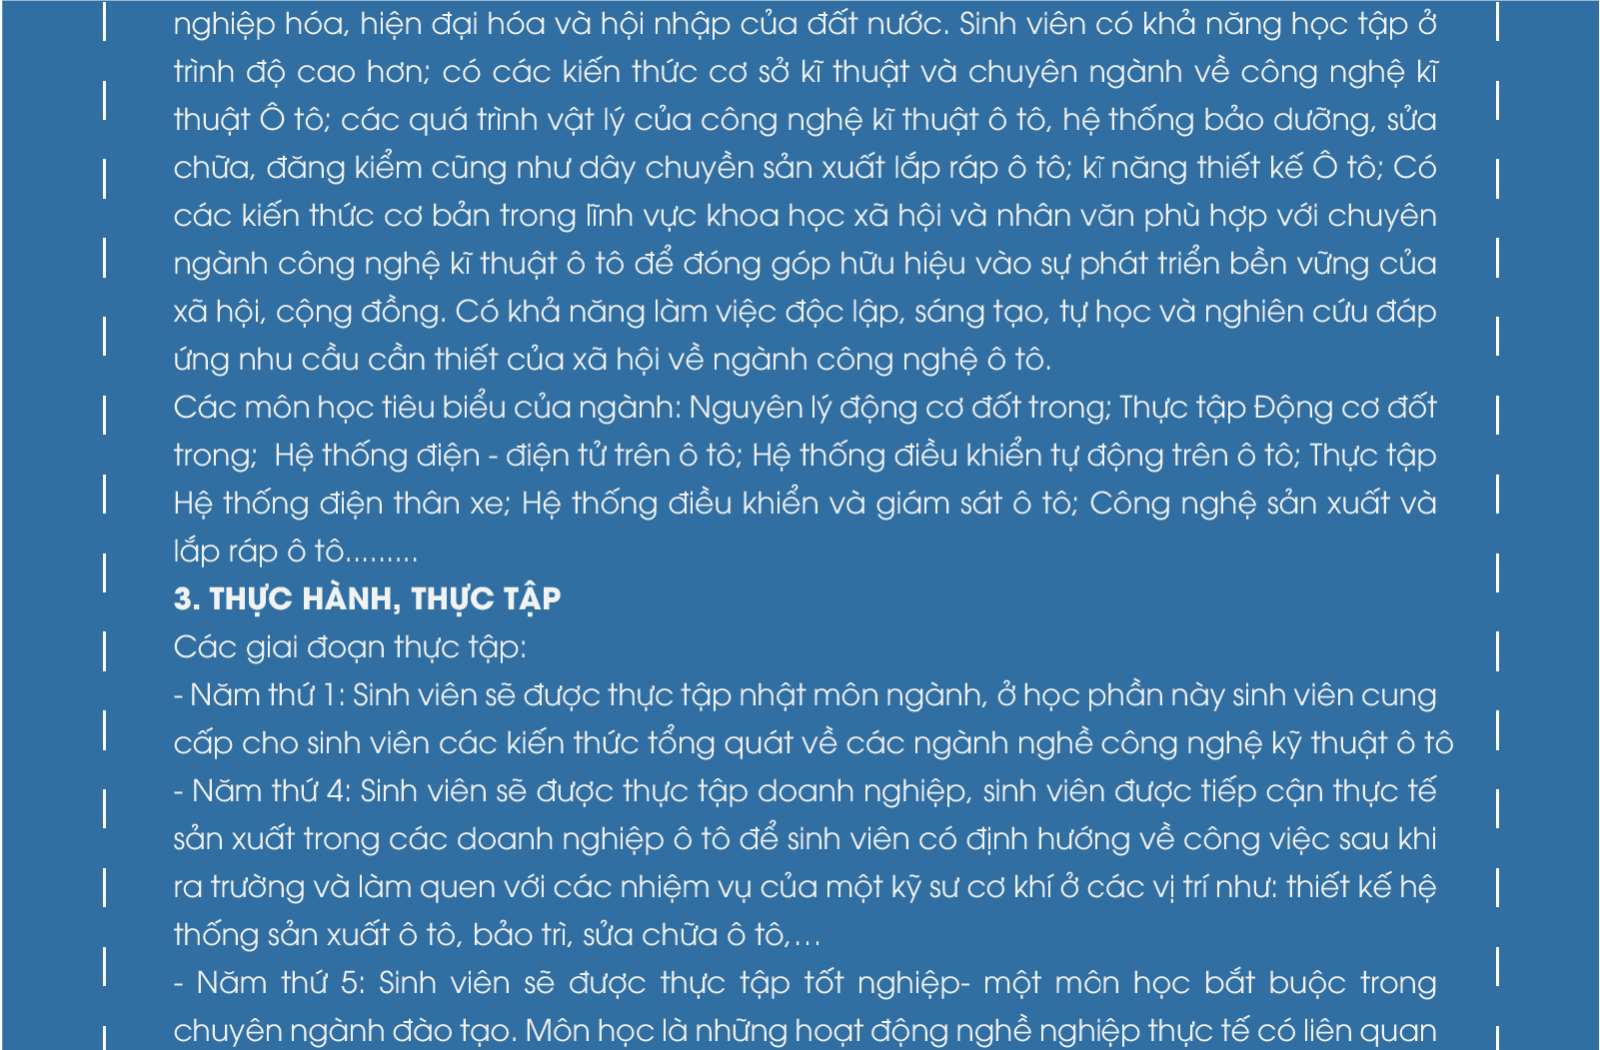 nghiệp hóa, hiện đại hóa và hội nhập của đất nước. Sinh viên có khả năng học tập ở
trình độ cao hơn; có các kiến thức cơ sở kĩ thuật và chuyên ngành về công nghệ kĩ
thuật Ô tô; các quá trình vật lý của công nghệ kĩ thuật ô tô, hệ thống bảo dưỡng, sửa
chữa, đăng kiểm cũng như dây chuyền sản xuất lắp ráp ô tô; kĩ năng thiết kế Ô tô; Có
các kiến thức cơ bản trong lĩnh vực khoa học xã hội và nhân văn phù hợp với chuyên
ngành công nghệ kĩ thuật ô tô để đóng góp hữu hiệu vào sự phát triển bền vững của
xã hội, cộng đồng. Có khả năng làm việc độc lập, sáng tạo, tự học và nghiên cứu đáp
ứng nhu cầu cần thiết của xã hội về ngành công nghệ ô tô.
Các môn học tiêu biểu của ngành: Nguyên lý động cơ đốt trong; Thực tập Động cơ đốt
trong;  Hệ thống điện - điện tử trên ô tô; Hệ thống điều khiển tự động trên ô tô; Thực tập
Hệ thống điện thân xe; Hệ thống điều khiển và giám sát ô tô; Công nghệ sản xuất và
lắp ráp ô tô.........
3. THỰC HÀNH, THỰC TẬP
Các giai đoạn thực tập:
- Năm thứ 1: Sinh viên sẽ được thực tập nhật môn ngành, ở học phần này sinh viên cung
cấp cho sinh viên các kiến thức tổng quát về các ngành nghề công nghệ kỹ thuật ô tô
- Năm thứ 4: Sinh viên sẽ được thực tập doanh nghiệp, sinh viên được tiếp cận thực tế
sản xuất trong các doanh nghiệp ô tô để sinh viên có định hướng về công việc sau khi
ra trường và làm quen với các nhiệm vụ của một kỹ sư cơ khí ở các vị trí như: thiết kế hệ
thống sản xuất ô tô, bảo trì, sửa chữa ô tô,...
- Năm thứ 5: Sinh viên sẽ được thực tập tốt nghiệp- một môn học bắt buộc trong
chuyên ngành đào tạo. Môn học là những hoạt động nghề nghiệp thực tế có liên quan